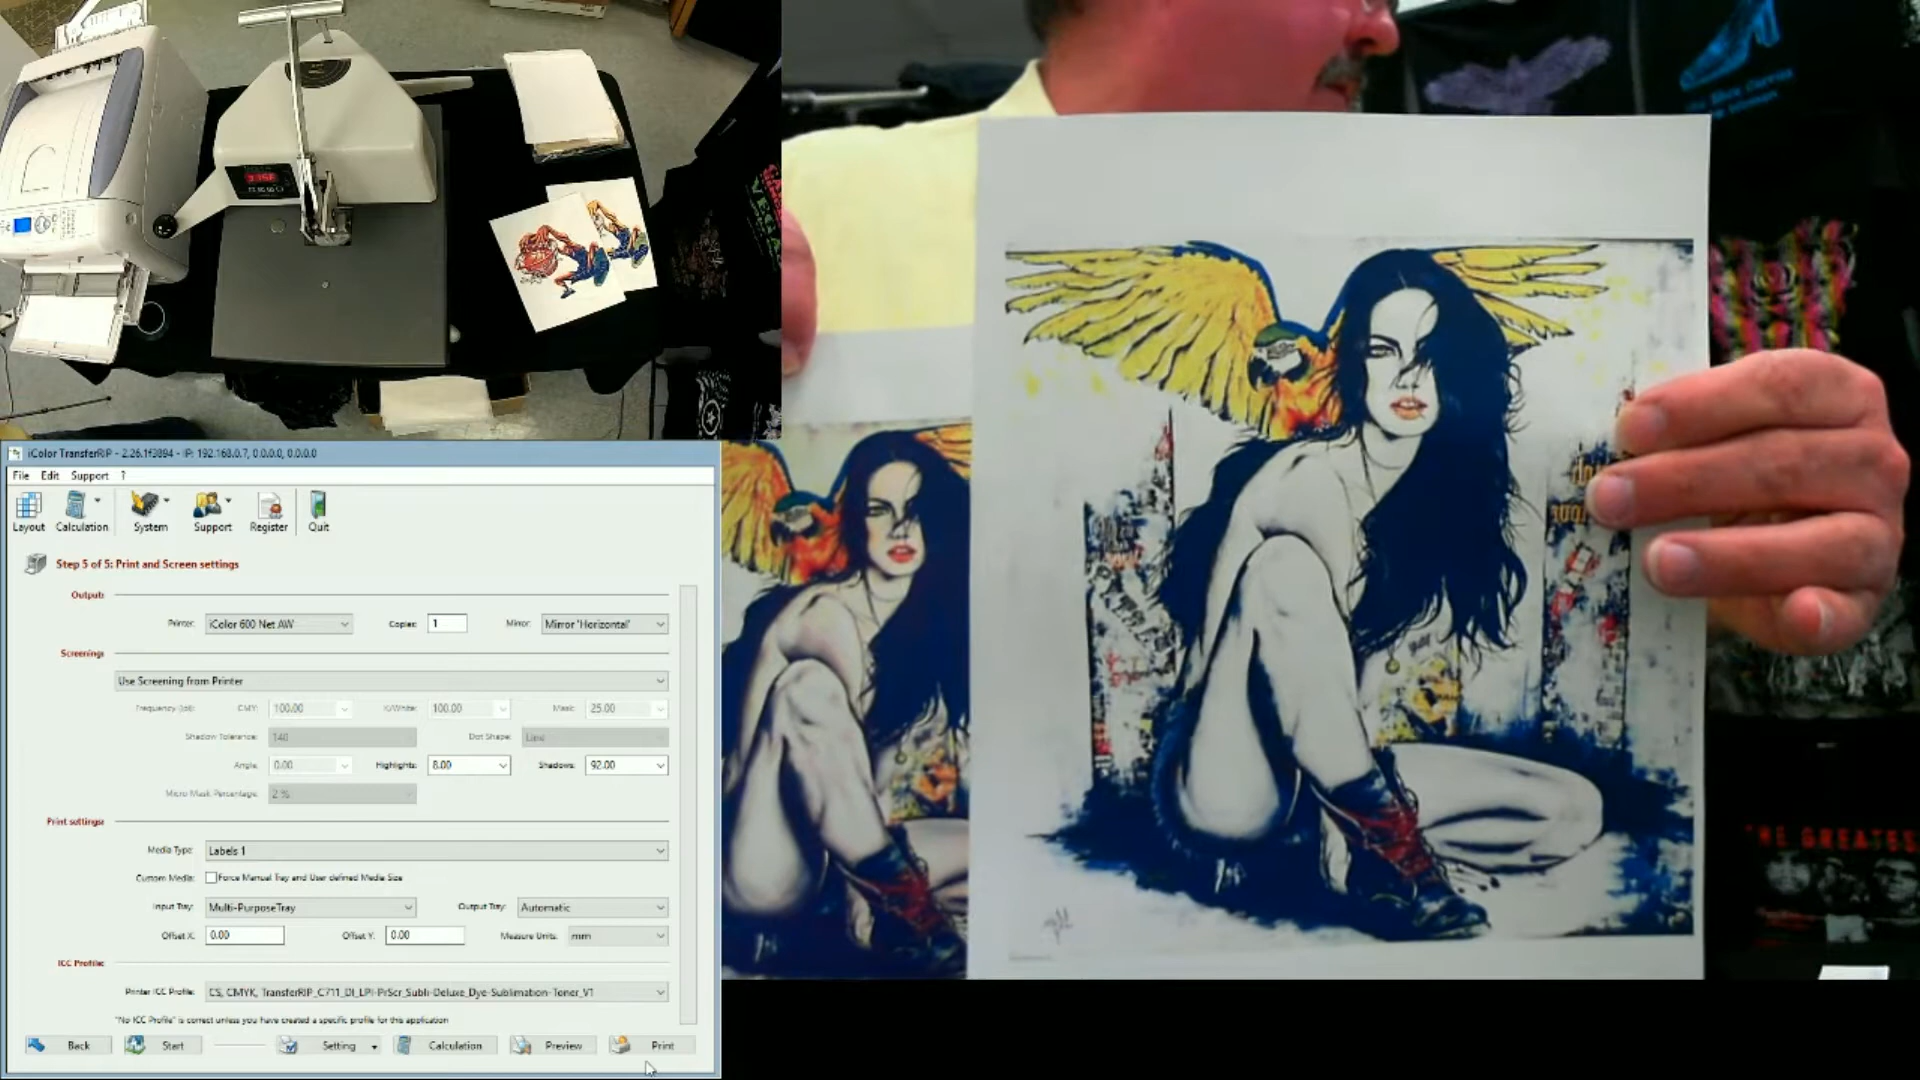 iColor TransferRIP - 2.26.1f3894 - IP: 192.168.0.7, 0.0.0.0, 0.0.0.0
File Edit Support ?
Layout Calculation System Support Register Quit
Step 5 of 5: Print and Screen settings
Output:
Printer: iColor 600 Net AW Copies: 1 Mirror: Mirror 'Horizontal'
Screening:
Use Screening from Printer
Frequency (lpi): CMY: 100.00 K/White: 100.00 Mask: 25.00
Shadow Tolerance: 140 Dot Shape: Line
Angle: 0.00 Highlights: 8.00 Shadows: 92.00
Micro Mask Percentage: 2 %
Print settings:
Media Type: Labels 1
Custom Media: Force Manual Tray and User defined Media Size
Input Tray: Multi-PurposeTray Output Tray: Automatic
Offset X: 0.00 Offset Y: 0.00 Measure Units: mm
ICC Profile:
Printer ICC Profile: CS, CMYK, TransferRIP_C711_DI_LPI-PrScr_Subli-Deluxe_Dye-Sublimation-Toner_V1
"No ICC Profile" is correct unless you have created a specific profile for this application
Back Start Setting Calculation Preview Print
THE GREATES